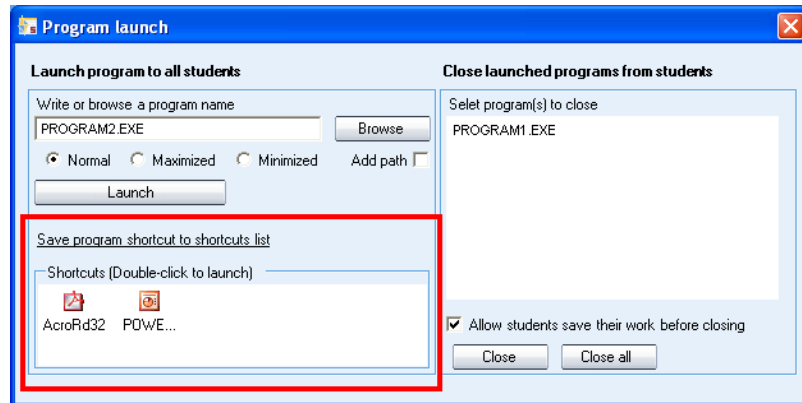 Program launch
Launch program to all students
Write or browse a program name
PROGRAM2.EXE
Browse
Normal Maximized Minimized Add path
Launch
Save program shortcut to shortcuts list
Shortcuts (Double-click to launch)
AcroRd32 POWE...
Close launched programs from students
Selet program(s) to close
PROGRAM1.EXE
Allow students save their work before closing
Close Close all